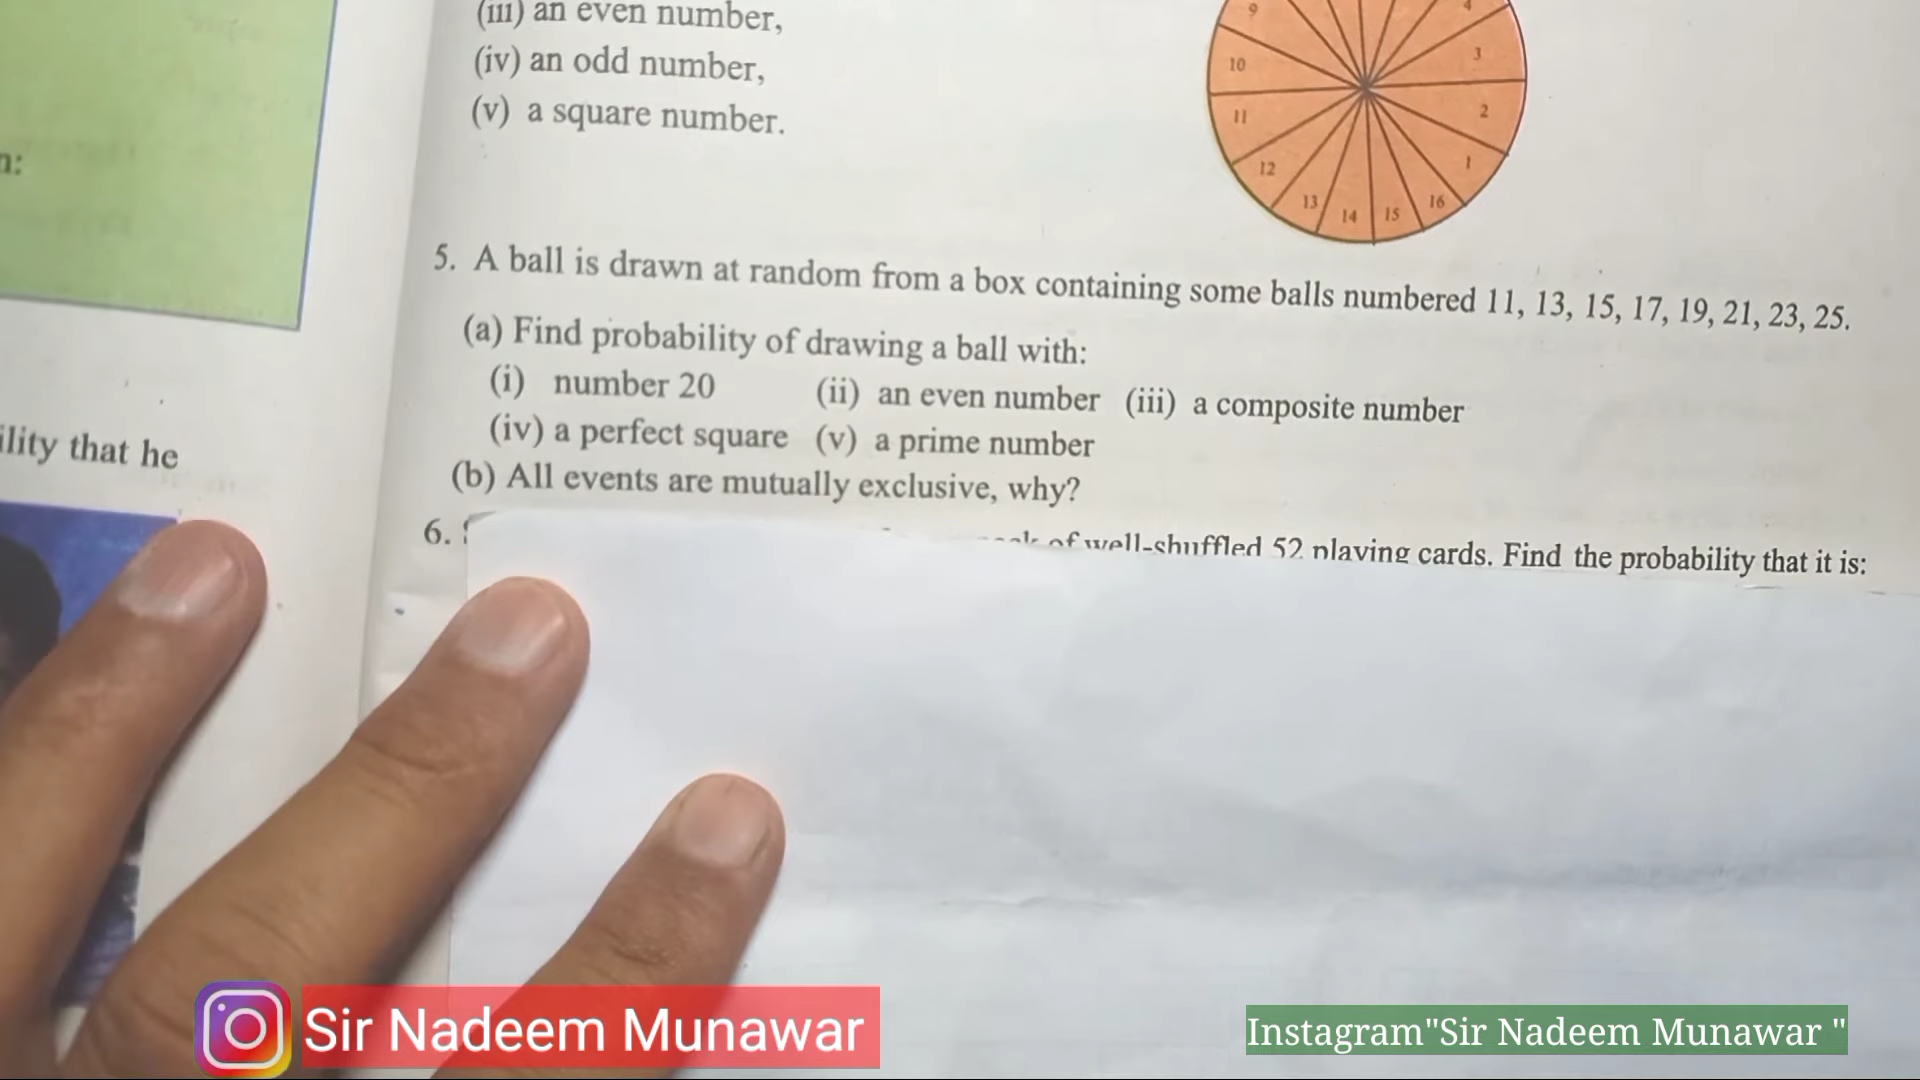 (iii) an even number,
(iv) an odd number,
(v) a square number.
9
4
10
3
11
2
12
1
13
14
15
16
n:
5. A ball is drawn at random from a box containing some balls numbered 11, 13, 15, 17, 19, 21, 23, 25.
(a) Find probability of drawing a ball with:
(i) number 20 (ii) an even number (iii) a composite number
(iv) a perfect square (v) a prime number
ility that he
(b) All events are mutually exclusive, why?
6. of well-shuffled 52 playing cards. Find the probability that it is:
Sir Nadeem Munawar
Instagram"Sir Nadeem Munawar "